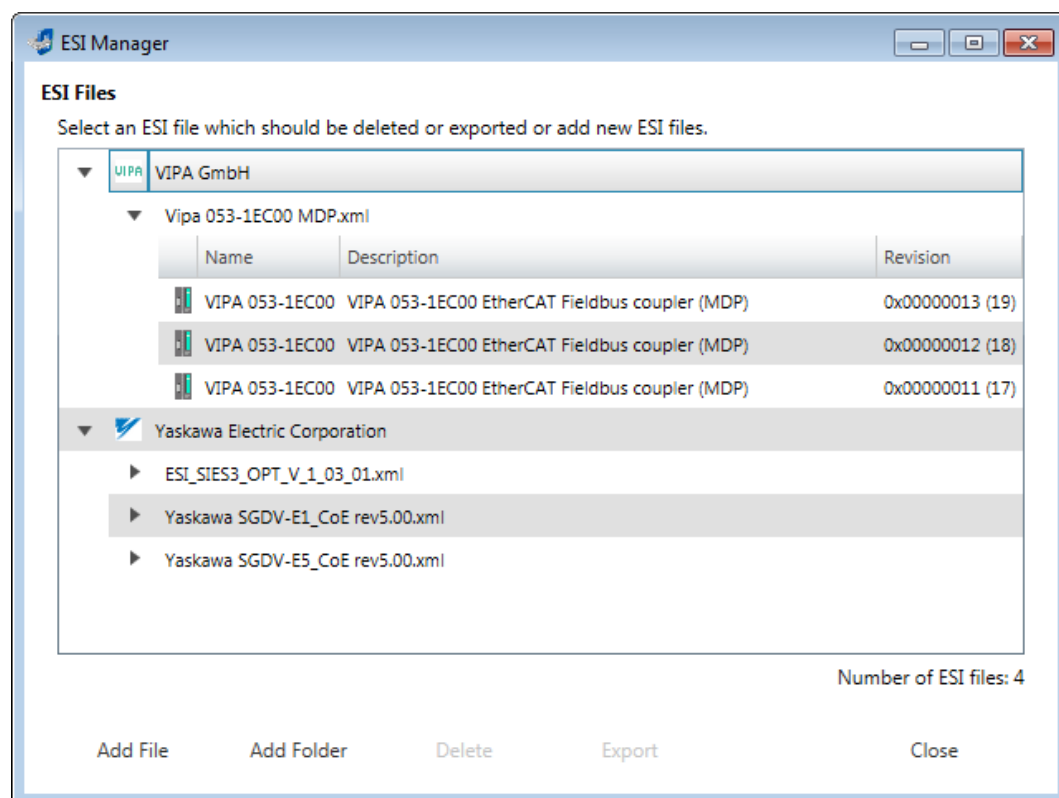 ESI Manager
ESI Files
Select an ESI file which should be deleted or exported or add new ESI files.
VIPA VIPA GmbH
Vipa 053-1EC00 MDP.xml
Name Description Revision
VIPA 053-1EC00 VIPA 053-1EC00 EtherCAT Fieldbus coupler (MDP) 0x00000013 (19)
VIPA 053-1EC00 VIPA 053-1EC00 EtherCAT Fieldbus coupler (MDP) 0x00000012 (18)
VIPA 053-1EC00 VIPA 053-1EC00 EtherCAT Fieldbus coupler (MDP) 0x00000011 (17)
Yaskawa Electric Corporation
ESI_SIES3_OPT_V_1_03_01.xml
Yaskawa SGDV-E1_CoE rev5.00.xml
Yaskawa SGDV-E5_CoE rev5.00.xml
Number of ESI files: 4
Add File Add Folder Delete Export Close